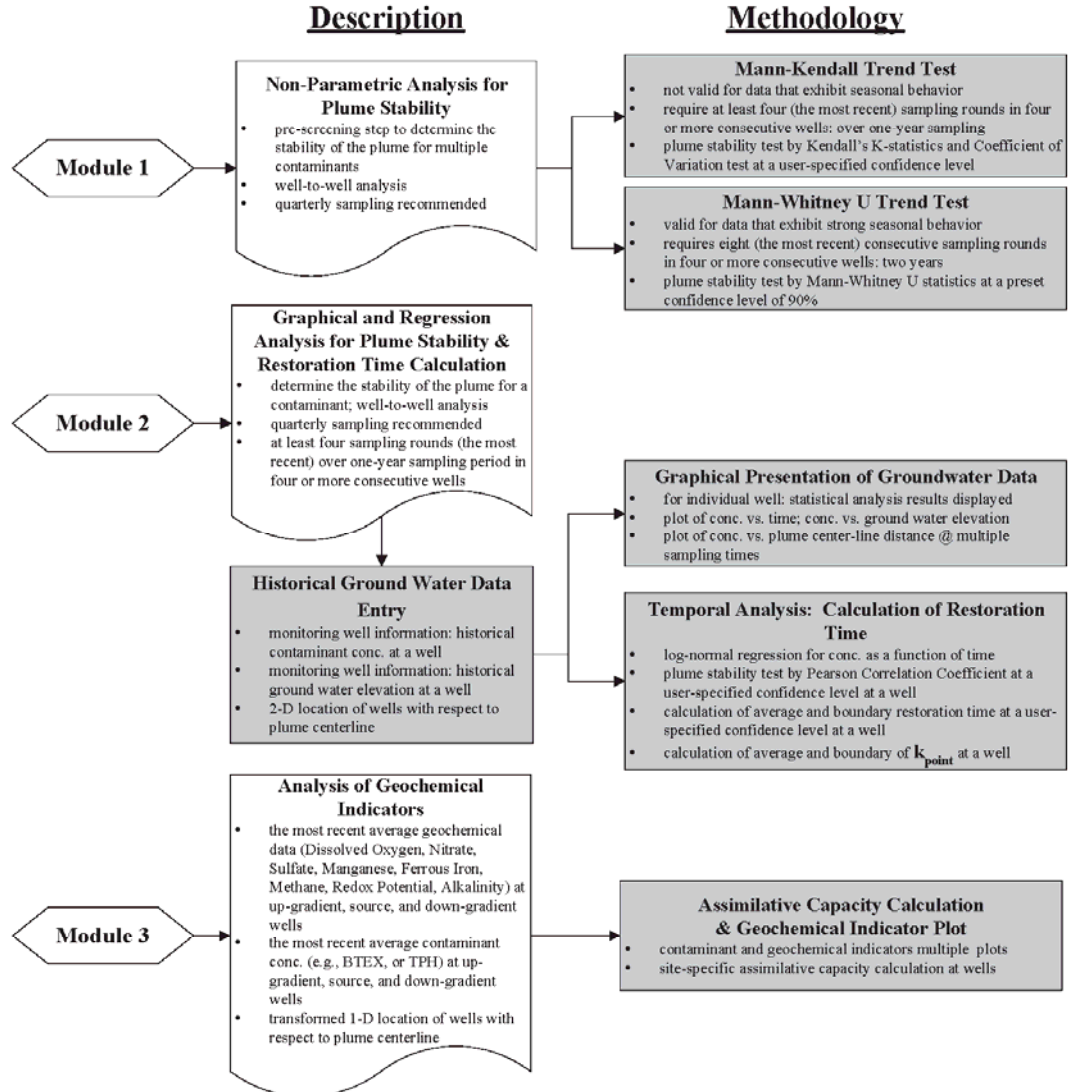 Description
Methodology
Module 1
Non-Parametric Analysis for
Plume Stability
• pre-screening step to determine the
stability of the plume for multiple
contaminants
• well-to-well analysis
• quarterly sampling recommended
Mann-Kendall Trend Test
• not valid for data that exhibit seasonal behavior
• require at least four (the most recent) sampling rounds in four
or more consecutive wells: over one-year sampling
• plume stability test by Kendall's K-statistics and Coefficient of
Variation test at a user-specified confidence level
Mann-Whitney U Trend Test
• valid for data that exhibit strong seasonal behavior
• requires eight (the most recent) consecutive sampling rounds
in four or more consecutive wells: two years
• plume stability test by Mann-Whitney U statistics at a preset
confidence level of 90%
Module 2
Graphical and Regression
Analysis for Plume Stability &
Restoration Time Calculation
• determine the stability of the plume for a
contaminant; well-to-well analysis
• quarterly sampling recommended
• at least four sampling rounds (the most
recent) over one-year sampling period in
four or more consecutive wells
Historical Ground Water Data
Entry
• monitoring well information: historical
contaminant conc. at a well
• monitoring well information: historical
ground water elevation at a well
• 2-D location of wells with respect to
plume centerline
Graphical Presentation of Groundwater Data
• for individual well: statistical analysis results displayed
• plot of conc. vs. time; conc. vs. ground water elevation
• plot of conc. vs. plume center-line distance @ multiple
sampling times
Temporal Analysis: Calculation of Restoration
Time
• log-normal regression for conc. as a function of time
• plume stability test by Pearson Correlation Coefficient at a
user-specified confidence level at a well
• calculation of average and boundary restoration time at a user-
specified confidence level at a well
• calculation of average and boundary of kpoint at a well
Module 3
Analysis of Geochemical
Indicators
• the most recent average geochemical
data (Dissolved Oxygen, Nitrate,
Sulfate, Manganese, Ferrous Iron,
Methane, Redox Potential, Alkalinity) at
up-gradient, source, and down-gradient
wells
• the most recent average contaminant
conc. (e.g., BTEX, or TPH) at up-
gradient, source, and down-gradient
wells
• transformed 1-D location of wells with
respect to plume centerline
Assimilative Capacity Calculation
& Geochemical Indicator Plot
• contaminant and geochemical indicators multiple plots
• site-specific assimilative capacity calculation at wells